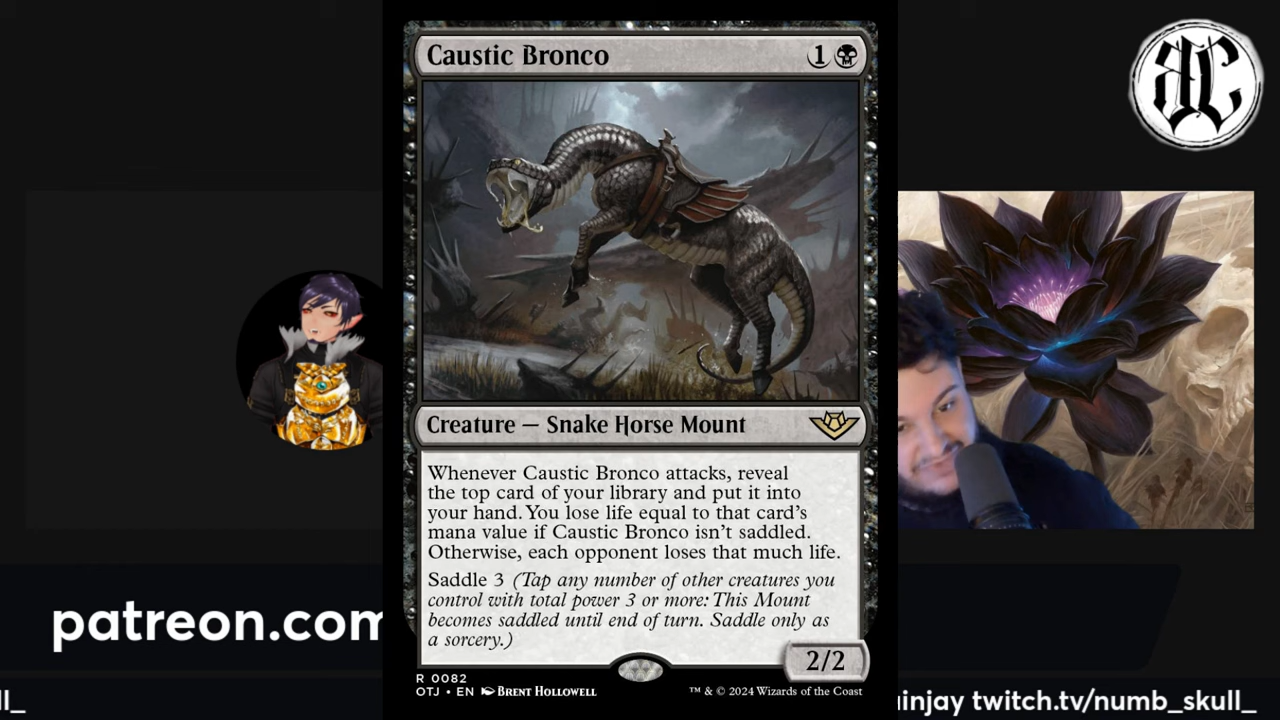 Caustic Bronco
1
Creature — Snake Horse Mount
Whenever Caustic Bronco attacks, reveal
the top card of your library and put it into
your hand. You lose life equal to that card's
mana value if Caustic Bronco isn't saddled.
Otherwise, each opponent loses that much life.
Saddle 3 (Tap any number of other creatures you
control with total power 3 or more: This Mount
becomes saddled until end of turn. Saddle only as
a sorcery.)
2/2
R 0082
OTJ • EN BRENT HOLLOWELL
™ & © 2024 Wizards of the Coast
patreon.com
injay twitch.tv/numb_skull_